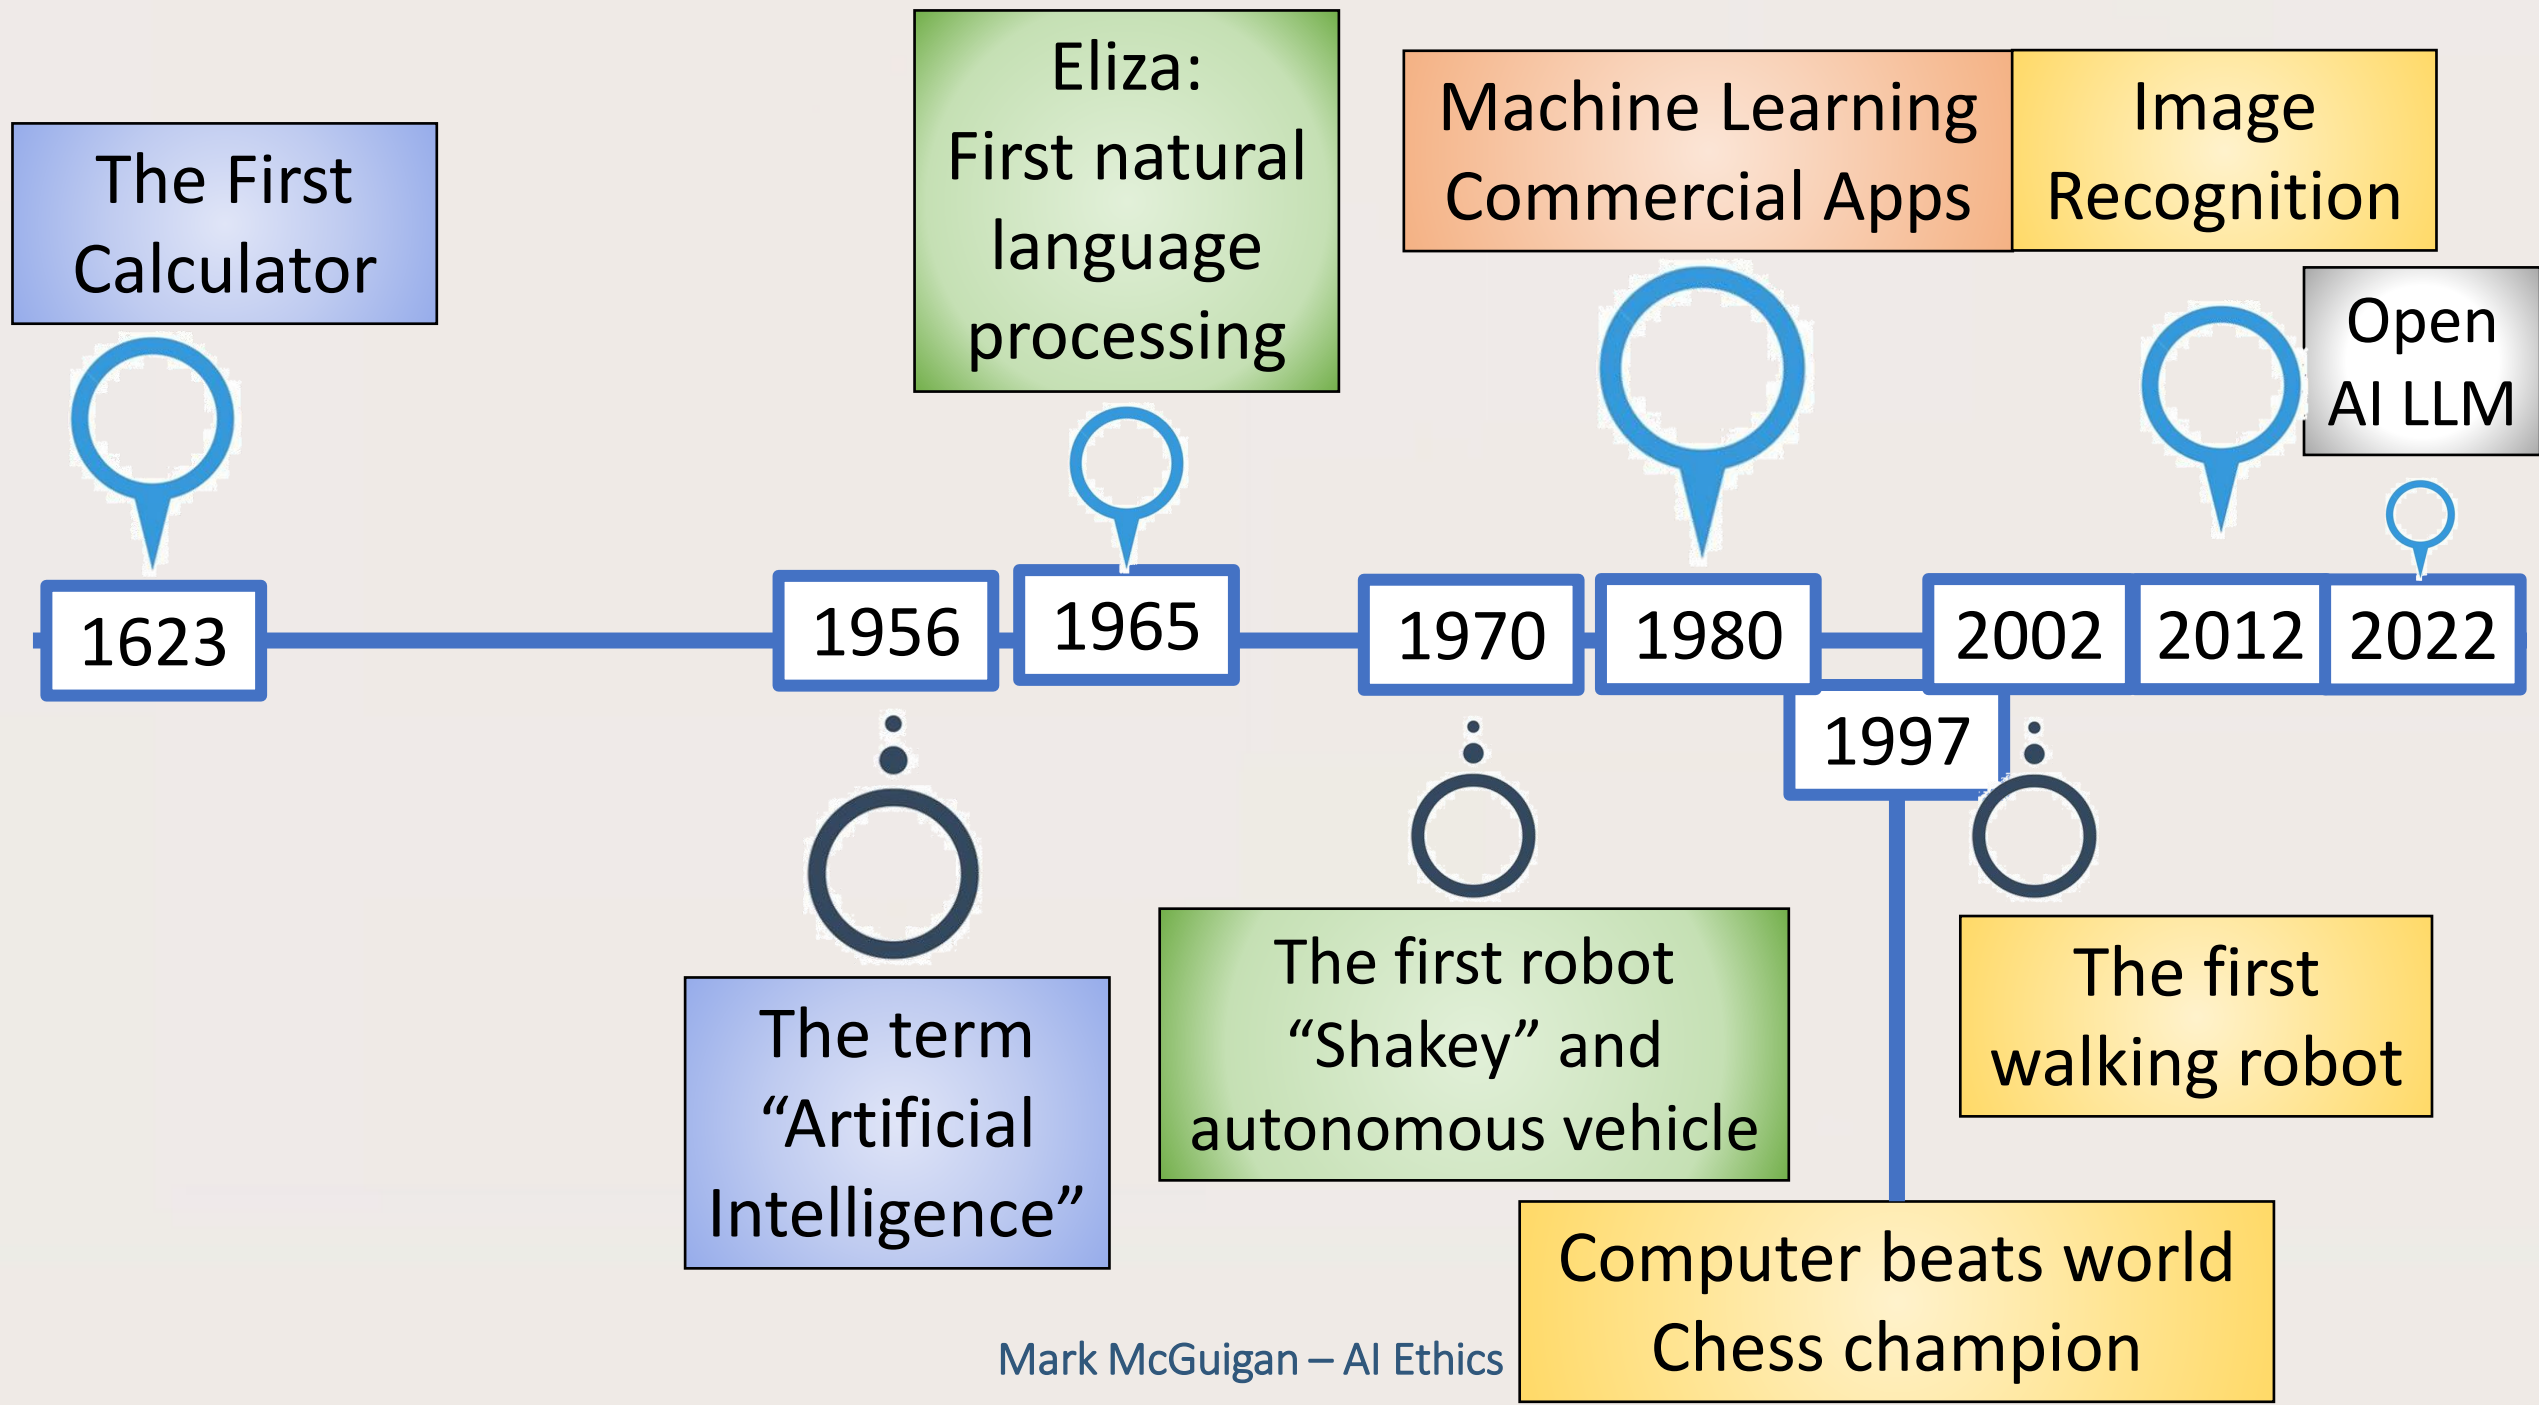 The First
Calculator
Eliza:
First natural
language
processing
Machine Learning
Commercial Apps
Image
Recognition
Open
AI LLM
1623
1956
1965
1970
1980
1997
2002
2012
2022
The term
“Artificial
Intelligence”
The first robot
“Shakey” and
autonomous vehicle
The first
walking robot
Computer beats world
Chess champion
Mark McGuigan – AI Ethics